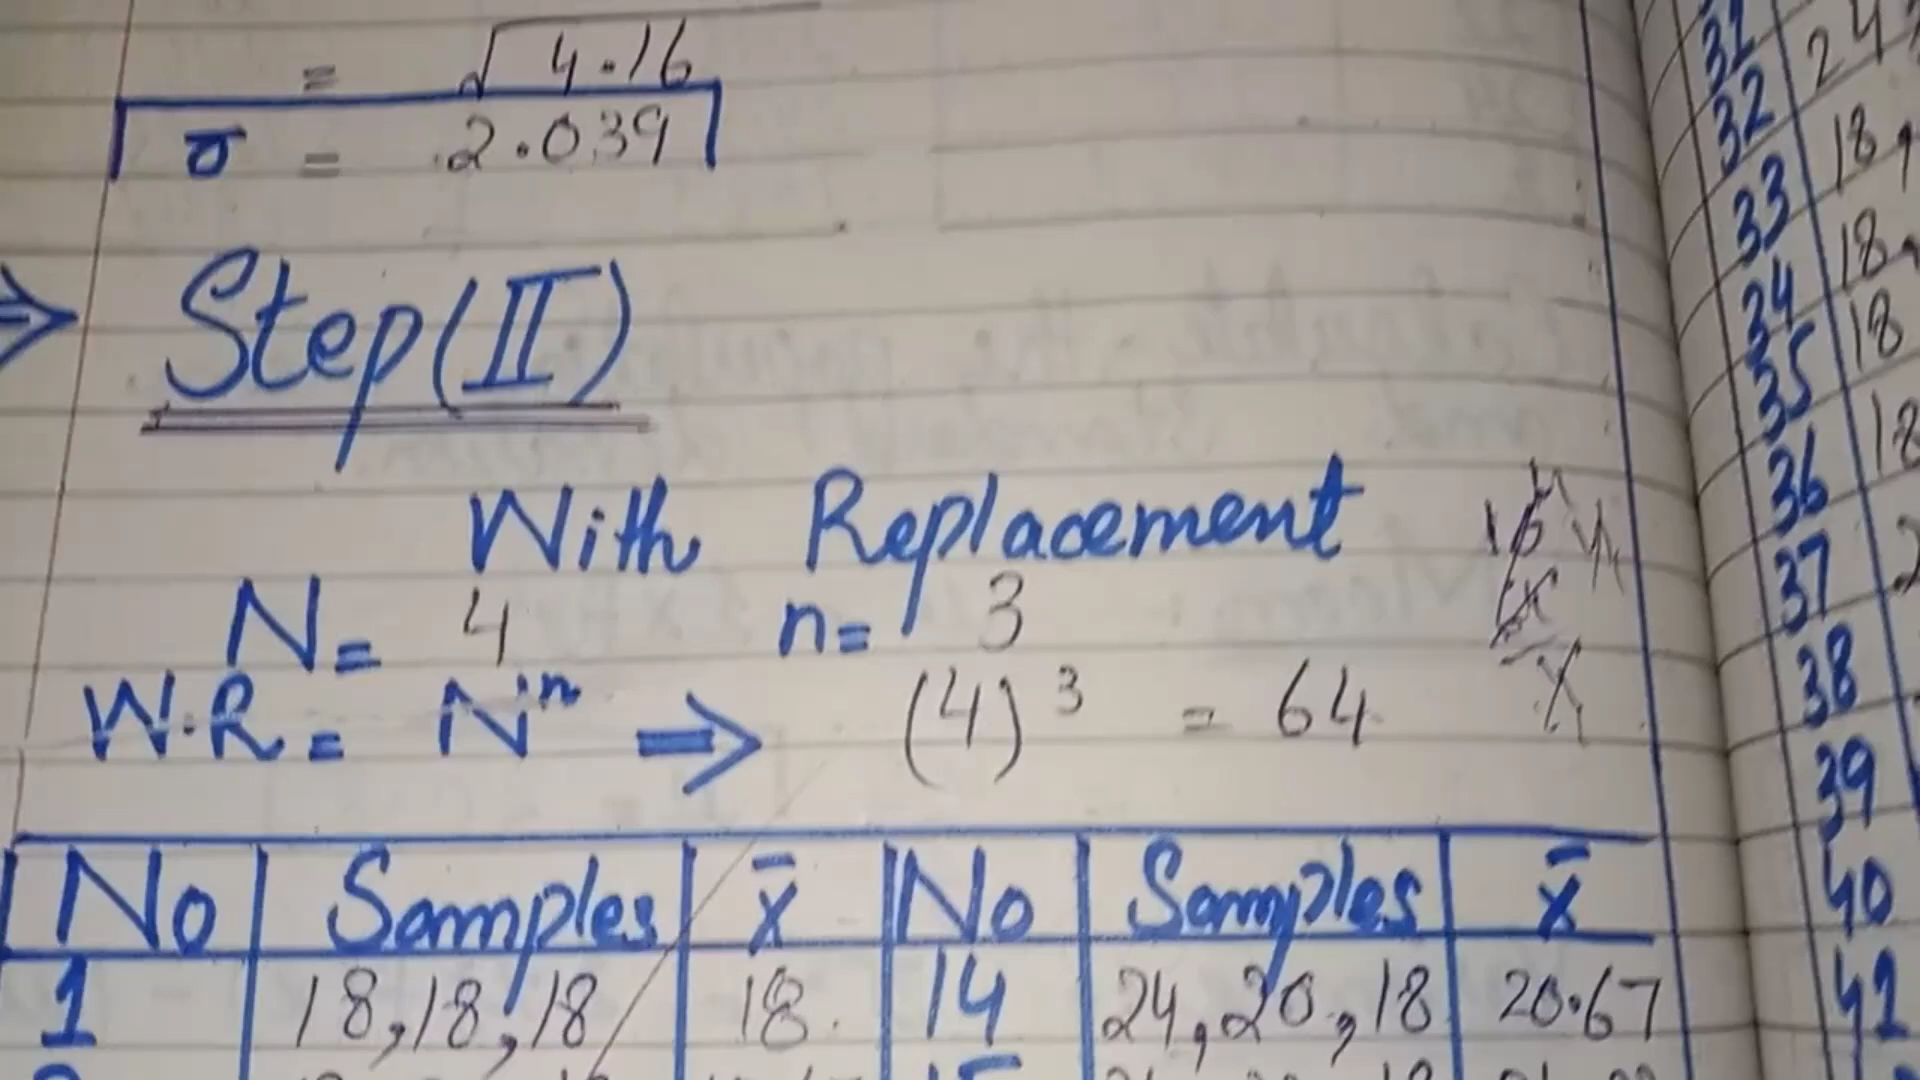 = √4.16
σ = 2.039
⇒ Step(II)
With Replacement
N= 4 n= 3
W.R= Nⁿ ⇒ (4)³ = 64
No Samples x̄ No Samples x̄
1 18,18,18 18 14 24,20,18 20.67
31
32 24
33 18,
34 18,
35 18
36 18
37
38
39
40
41